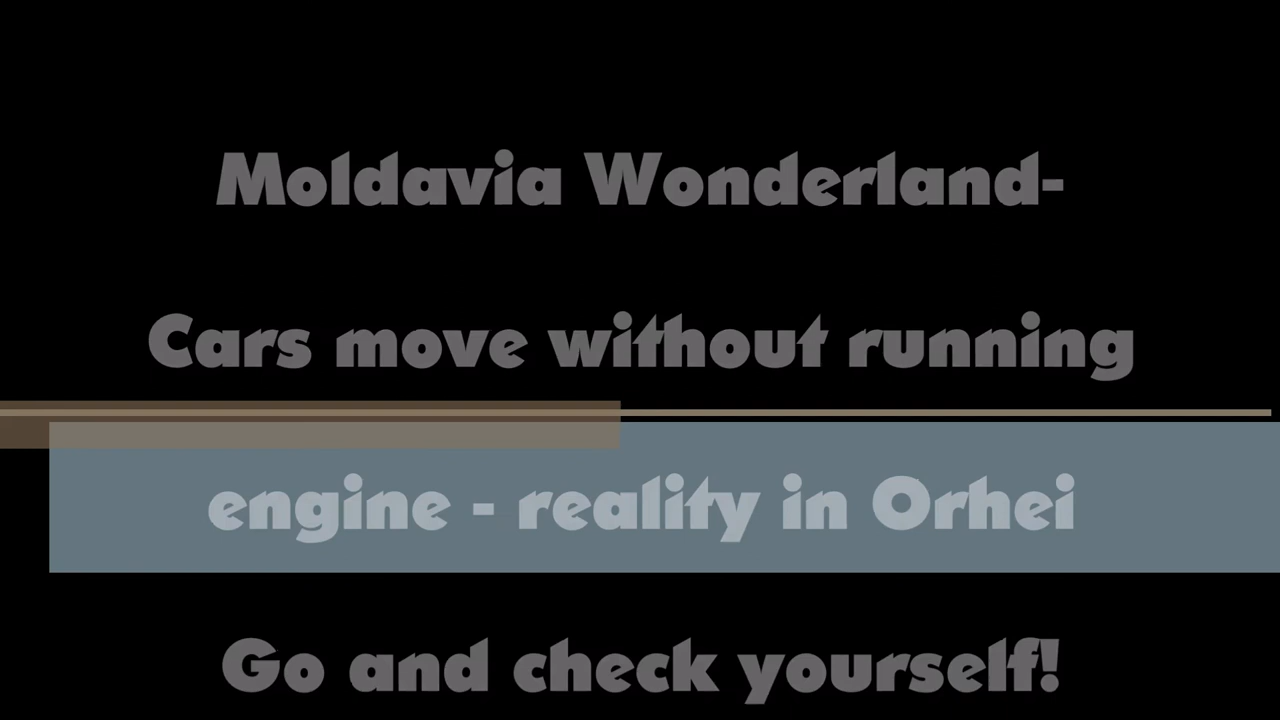 Moldavia Wonderland-
Cars move without running
engine - reality in Orhei
Go and check yourself!